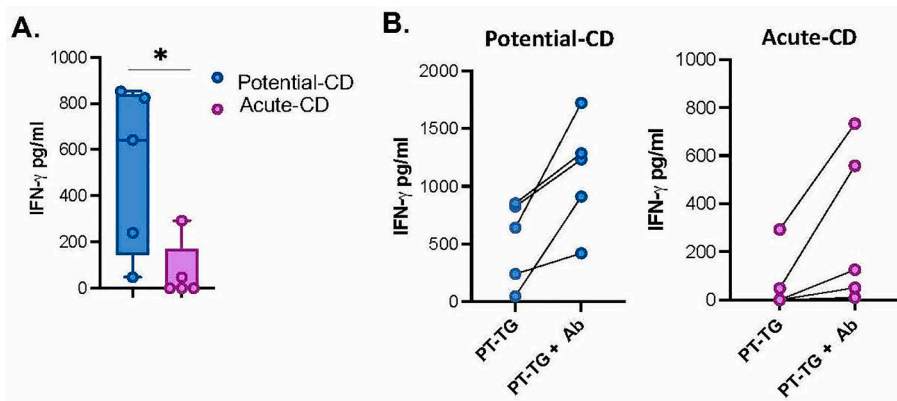 A.
1000
800
600
400
200
0
IFN-γ pg/ml
*
Potential-CD
Acute-CD
B.
Potential-CD
2000
1500
1000
500
0
IFN-γ pg/ml
PT-TG
PT-TG + Ab
Acute-CD
1000
800
600
400
200
0
IFN-γ pg/ml
PT-TG
PT-TG + Ab